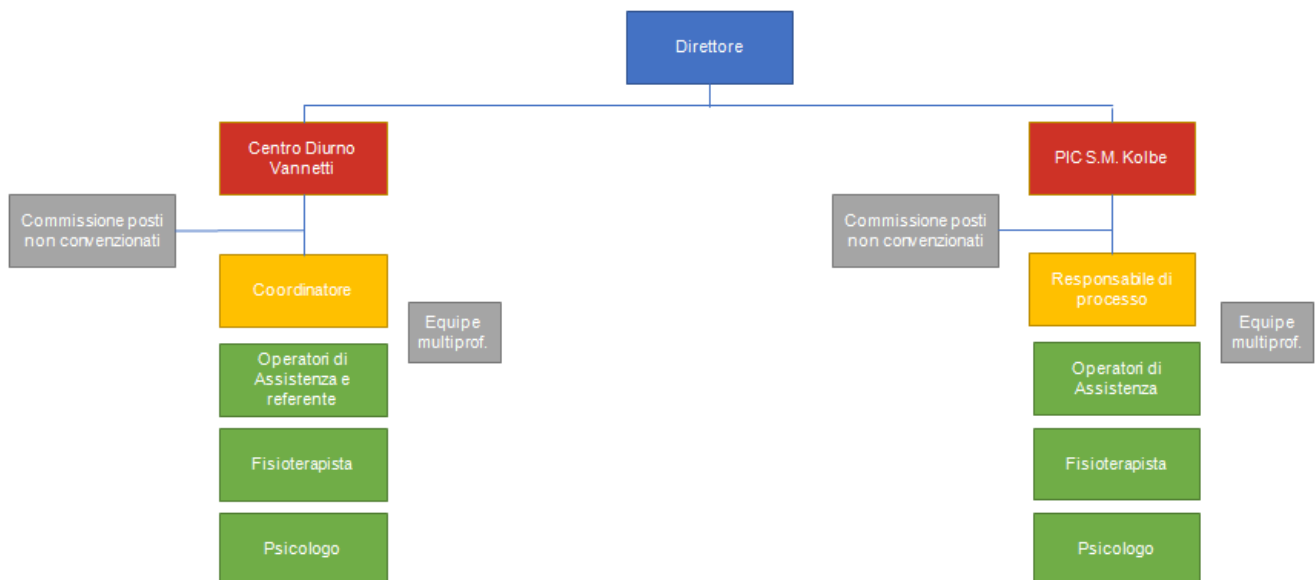 Direttore
Centro Diurno
Vannetti
PIC S.M. Kolbe
Commissione posti
non convenzionati
Commissione posti
non convenzionati
Coordinatore
Responsabile di
processo
Equipe
multiprof.
Equipe
multiprof.
Operatori di
Assistenza e
referente
Operatori di
Assistenza
Fisioterapista
Fisioterapista
Psicologo
Psicologo